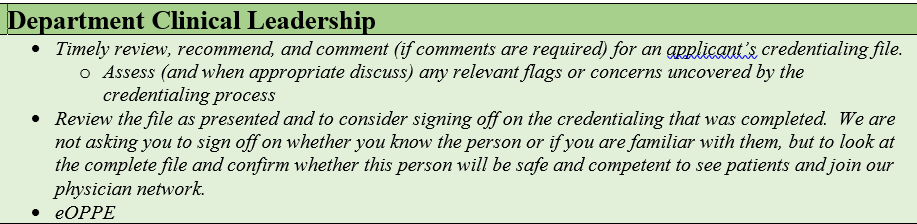 Department Clinical Leadership
• Timely review, recommend, and comment (if comments are required) for an applicant's credentialing file.
o Assess (and when appropriate discuss) any relevant flags or concerns uncovered by the
credentialing process
• Review the file as presented and to consider signing off on the credentialing that was completed.  We are
not asking you to sign off on whether you know the person or if you are familiar with them, but to look at
the complete file and confirm whether this person will be safe and competent to see patients and join our
physician network.
• eOPPE